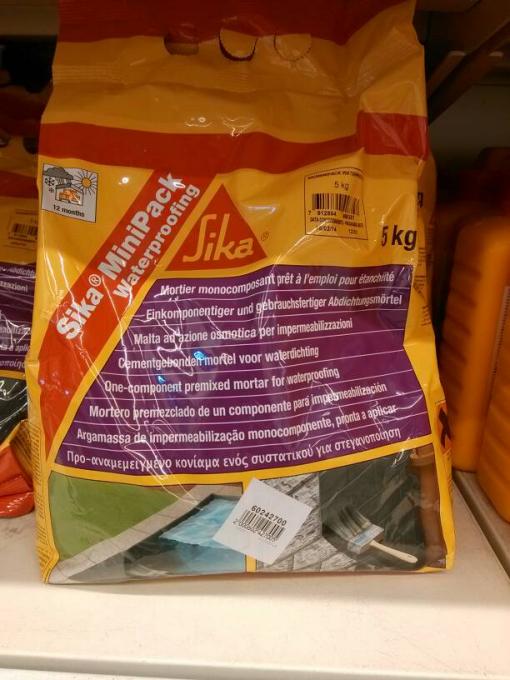 12 months
Sika® MiniPack
Waterproofing
Sika®
5 kg
5 kg
Mortier monocomposant prêt à l'emploi pour étanchéité
Einkomponentiger und gebrauchsfertiger Abdichtungsmörtel
Malta ad azione osmotica per impermeabilizzazioni
Cementgebonden mortel voor waterdichting
One-component premixed mortar for waterproofing
Mortero premezclado de un componente para impermeabilización
Argamassa de impermeabilização monocomponente, pronta a aplicar
Προ-αναμεμειγμένο κονίαμα ενός συστατικού για στεγανοποίηση
60242700